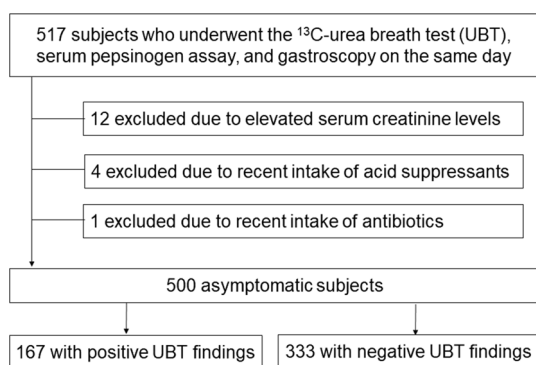 517 subjects who underwent the ¹³C-urea breath test (UBT),
serum pepsinogen assay, and gastroscopy on the same day
12 excluded due to elevated serum creatinine levels
4 excluded due to recent intake of acid suppressants
1 excluded due to recent intake of antibiotics
500 asymptomatic subjects
167 with positive UBT findings
333 with negative UBT findings